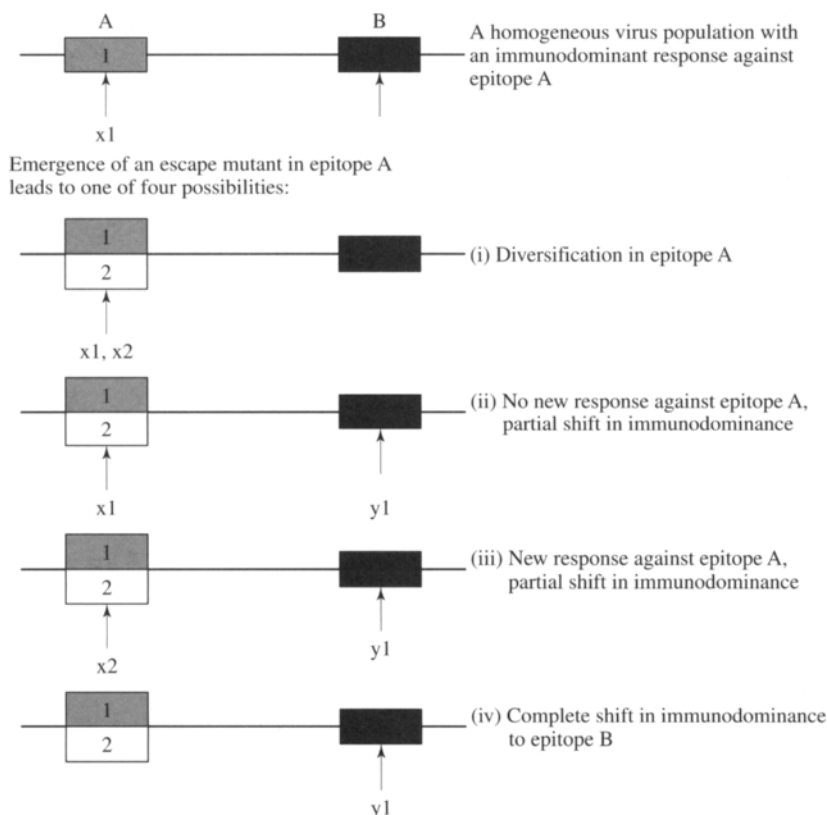 A
B
1
A homogeneous virus population with
an immunodominant response against
epitope A
x1
Emergence of an escape mutant in epitope A
leads to one of four possibilities:
1
2
(i) Diversification in epitope A
x1, x2
1
2
(ii) No new response against epitope A,
partial shift in immunodominance
x1
y1
1
2
(iii) New response against epitope A,
partial shift in immunodominance
x2
y1
1
2
(iv) Complete shift in immunodominance
to epitope B
y1